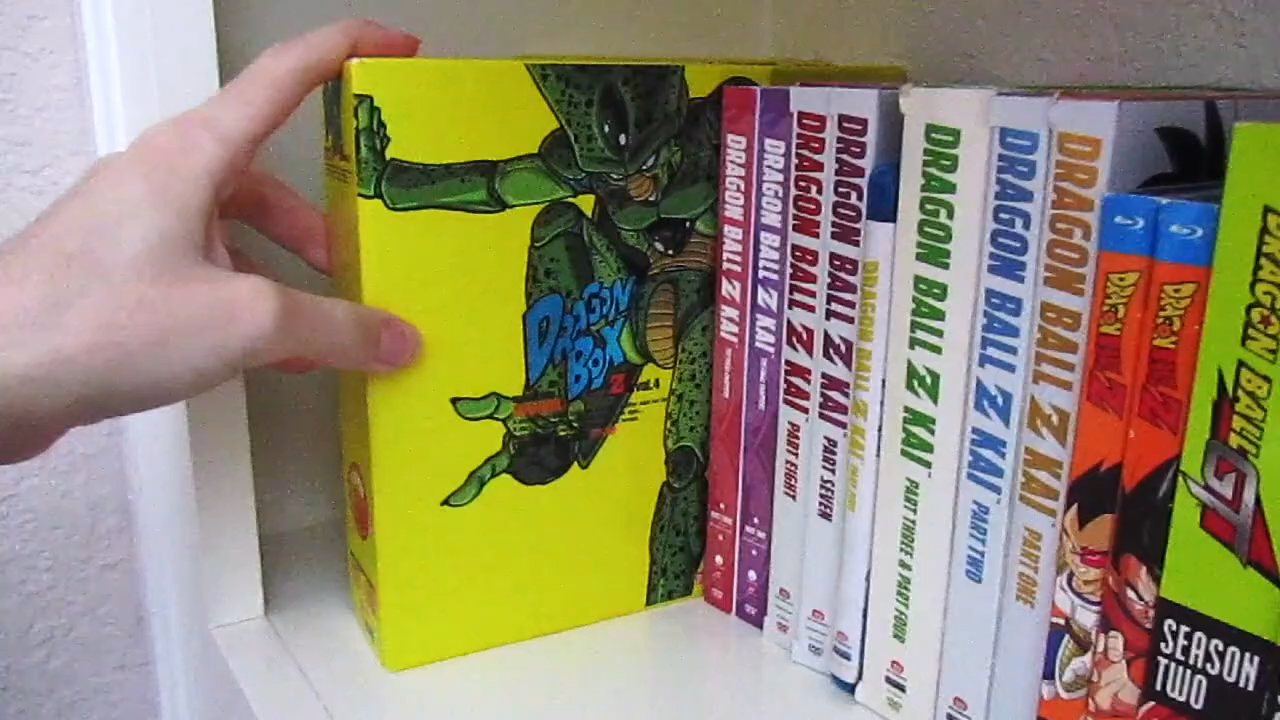 DRAGON
BOX
Z vol.4
DRAGON BALL Z KAI
DRAGON BALL Z KAI
DRAGON BALL Z KAI PART EIGHT
DRAGON BALL Z KAI PART SEVEN
DRAGON BALL Z KAI
DRAGON BALL Z KAI PART THREE & PART FOUR
DRAGON BALL Z KAI PART TWO
DRAGON BALL Z KAI PART ONE
DRAGON
BALL Z
DRAGON
BALL Z
DRAGON BALL
GT
SEASON
TWO